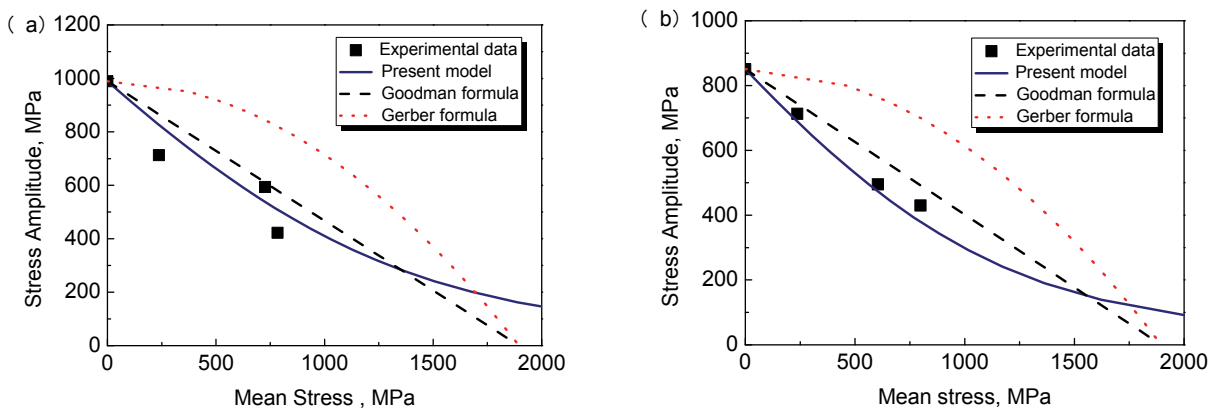 ( a)
1200
1000
800
600
400
200
0
Stress Amplitude, MPa
Experimental data
Present model
Goodman formula
Gerber formula
0 500 1000 1500 2000
Mean Stress , MPa
( b)
1000
800
600
400
200
0
Stress Amplitude, MPa
Experimental data
Present model
Goodman formula
Gerber formula
0 500 1000 1500 2000
Mean stress, MPa